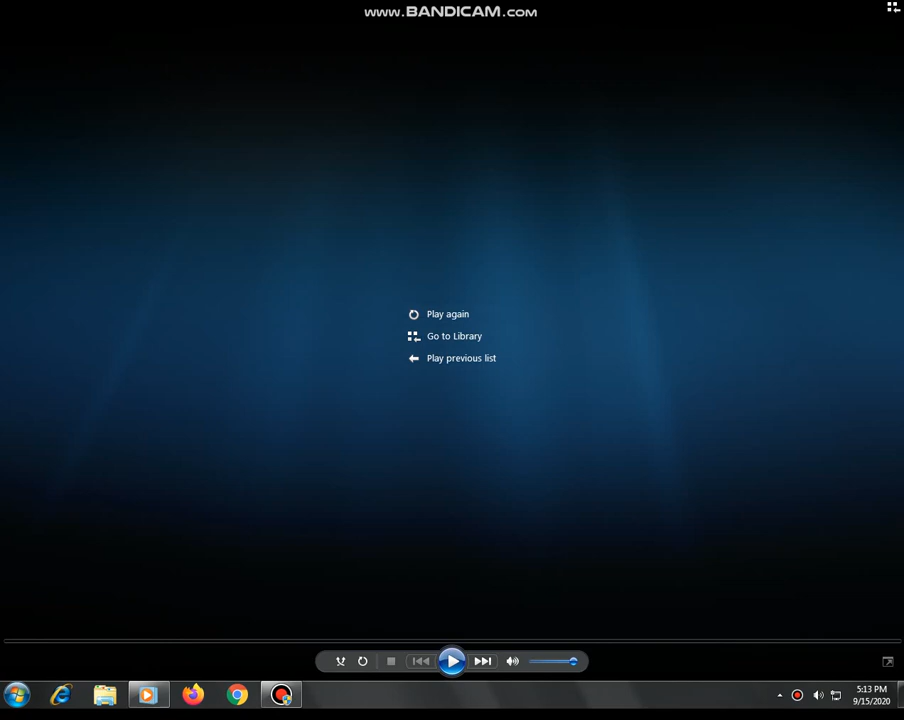 www.BANDICAM.com
Play again
Go to Library
Play previous list
5:13 PM
9/15/2020